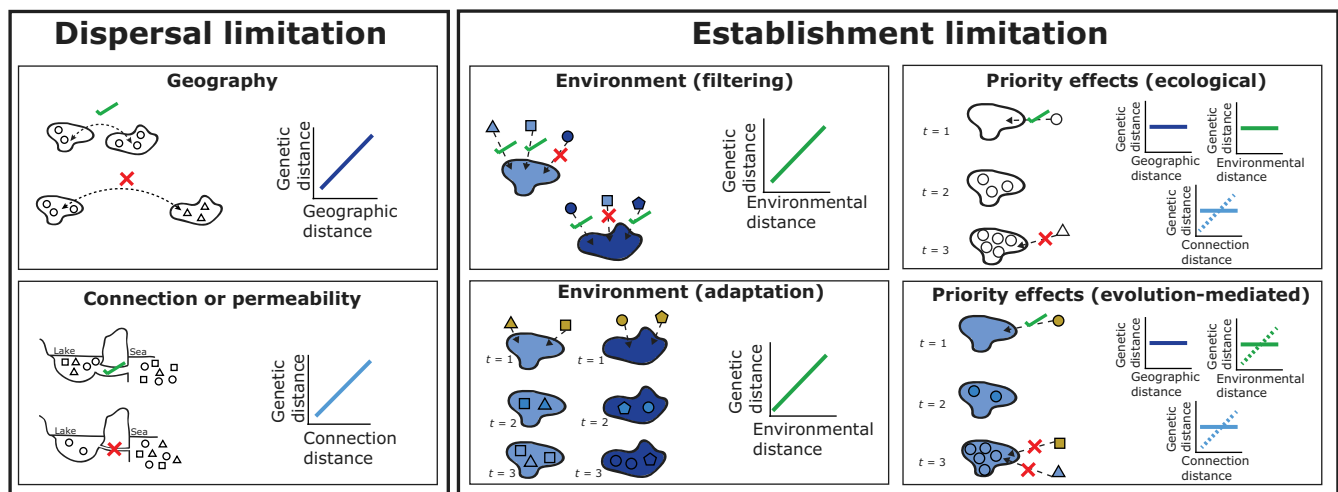 Dispersal limitation
Geography
Genetic
distance
Geographic
distance
Connection or permeability
Lake
Sea
Lake
Sea
Genetic
distance
Connection
distance
Establishment limitation
Environment (filtering)
Genetic
distance
Environmental
distance
Environment (adaptation)
t = 1
t = 1
t = 2
t = 2
t = 3
t = 3
Genetic
distance
Environmental
distance
Priority effects (ecological)
t = 1
t = 2
t = 3
Genetic
distance
Geographic
distance
Genetic
distance
Environmental
distance
Genetic
distance
Connection
distance
Priority effects (evolution-mediated)
t = 1
t = 2
t = 3
Genetic
distance
Geographic
distance
Genetic
distance
Environmental
distance
Genetic
distance
Connection
distance